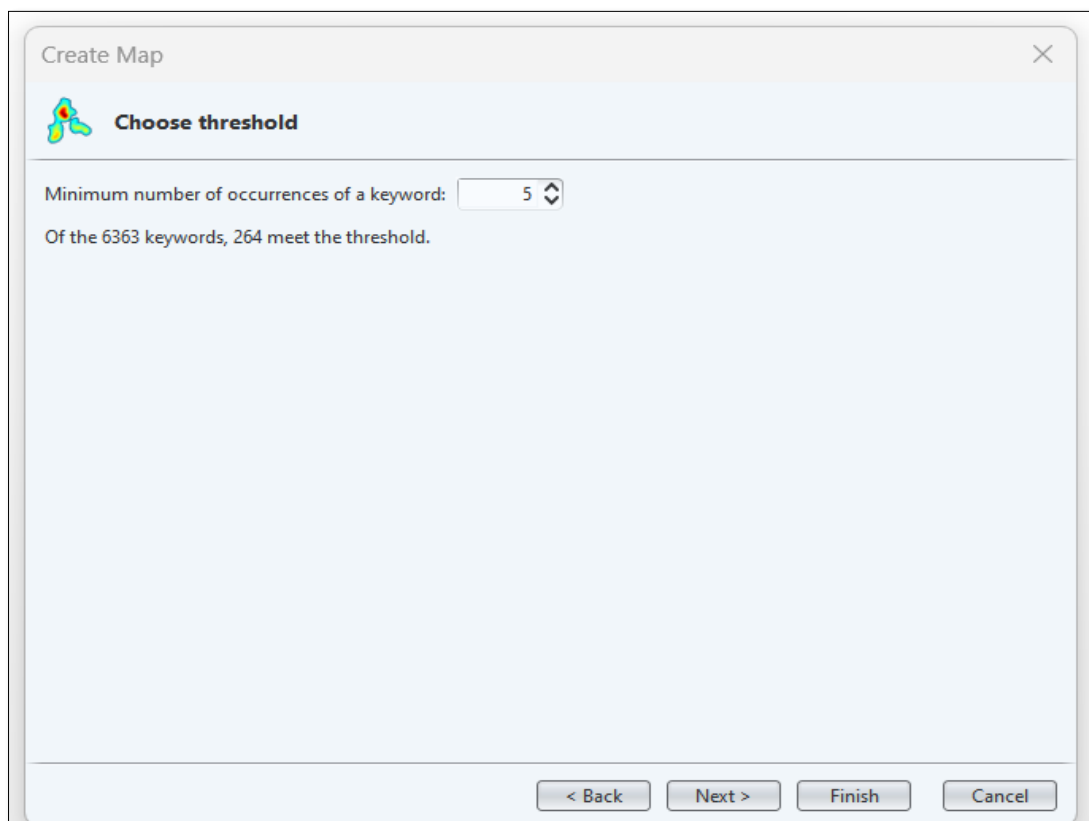 Create Map
Choose threshold
Minimum number of occurrences of a keyword: 5
Of the 6363 keywords, 264 meet the threshold.
< Back Next > Finish Cancel